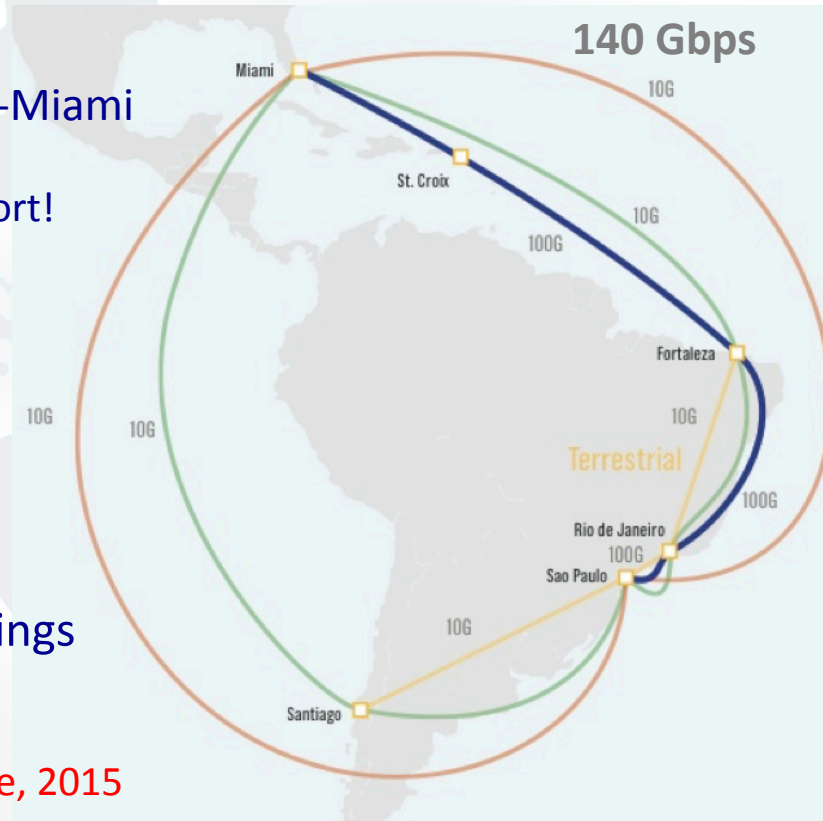 140 Gbps
Miami
10G
-Miami
St. Croix
ort!
10G
100G
Fortaleza
10G
10G
10G
Terrestrial
100G
Rio de Janeiro
100G
Sao Paulo
10G
ings
Santiago
e, 2015